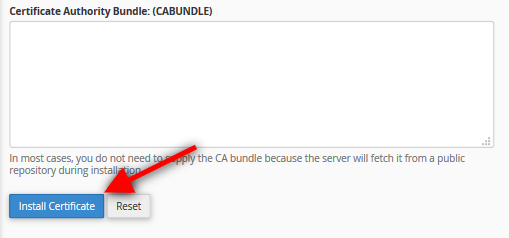 Certificate Authority Bundle: (CABUNDLE)
In most cases, you do not need to supply the CA bundle because the server will fetch it from a public
repository during installation.
Install Certificate
Reset